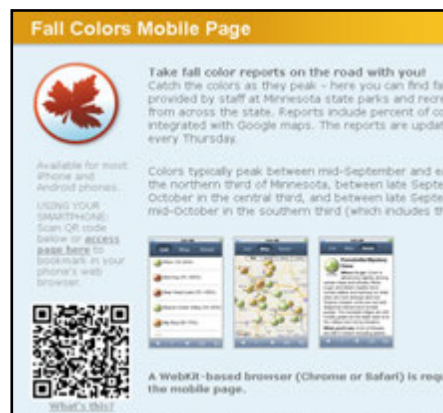 Fall Colors Mobile Page
Take fall color reports on the road with you!
Catch the colors as they peak - here you can find fa
provided by staff at Minnesota state parks and recre
from across the state. Reports include percent of co
integrated with Google maps. The reports are updat
every Thursday.
Available for most
iPhone and
Android phones.
USING YOUR
SMARTPHONE:
Scan QR code
below or access
page here to
bookmark in your
phone's web
browser.
What's this?
Colors typically peak between mid-September and ea
the northern third of Minnesota, between late Septe
October in the central third, and between late Septe
mid-October in the southern third (which includes th
A WebKit-based browser (Chrome or Safari) is requ
the mobile page.